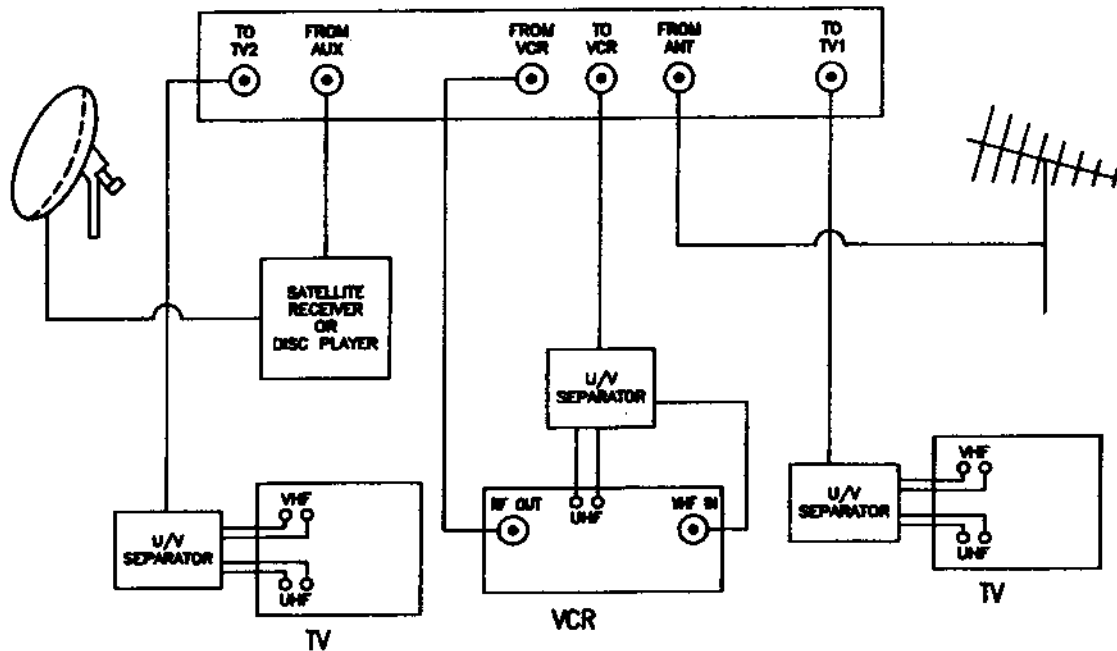 TO
TV2
FROM
AUX
FROM
VCR
TO
VCR
FROM
ANT
TO
TV1
SATELLITE
RECEIVER
OR
DISC PLAYER
U/V
SEPARATOR
U/V
SEPARATOR
VHF
UHF
TV
RF OUT
UHF
VHF IN
VCR
U/V
SEPARATOR
VHF
UHF
TV